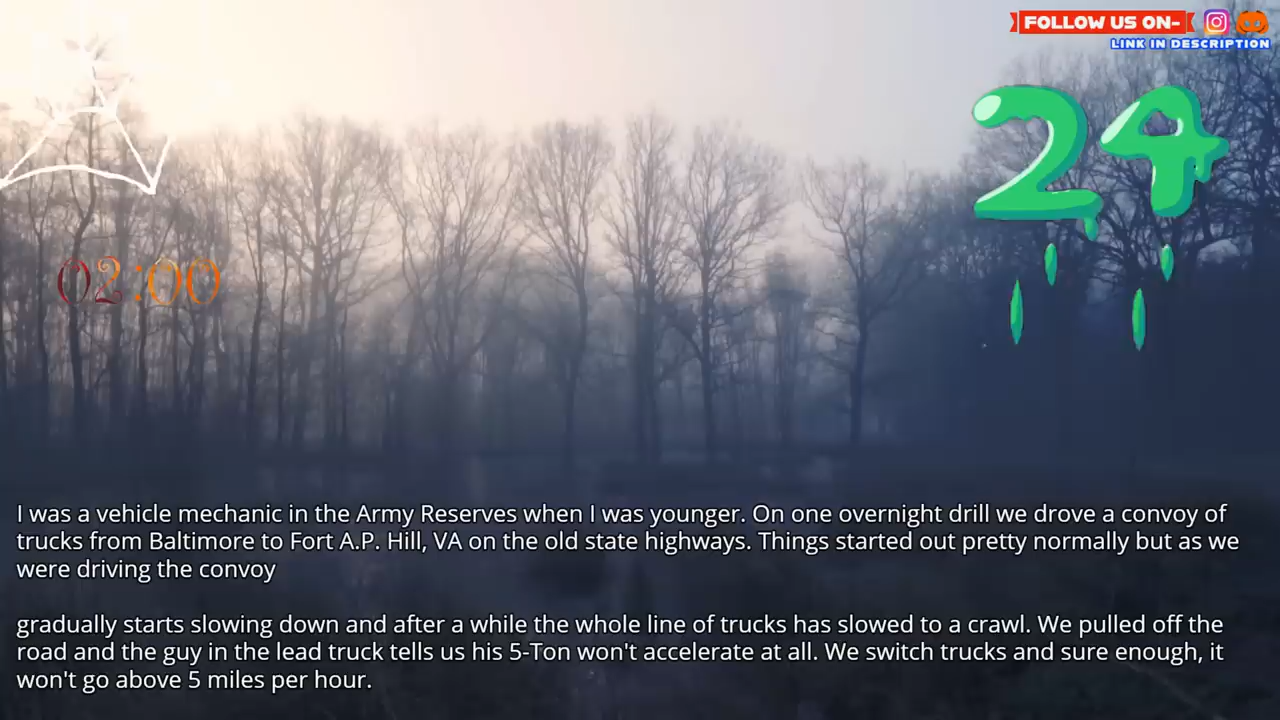 FOLLOW US ON-
LINK IN DESCRIPTION
24
02:00
I was a vehicle mechanic in the Army Reserves when I was younger. On one overnight drill we drove a convoy of
trucks from Baltimore to Fort A.P. Hill, VA on the old state highways. Things started out pretty normally but as we
were driving the convoy
gradually starts slowing down and after a while the whole line of trucks has slowed to a crawl. We pulled off the
road and the guy in the lead truck tells us his 5-Ton won't accelerate at all. We switch trucks and sure enough, it
won't go above 5 miles per hour.